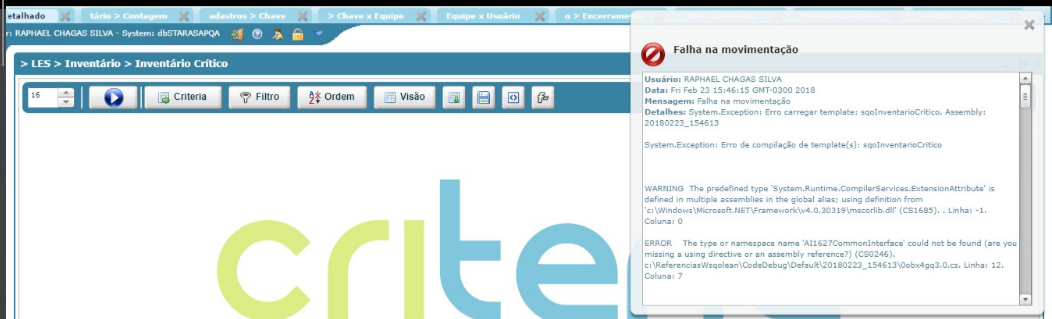 etalhado
tário > Contagem
adastros > Chave
> Chave x Equipe
Equipe x Usuário
o > Encerrame
r: RAPHAEL CHAGAS SILVA - System: dbSTARASAPQA
> LES > Inventário > Inventário Crítico
16
Criteria
Filtro
Ordem
Visão
Falha na movimentação
Usuário: RAPHAEL CHAGAS SILVA
Data: Fri Feb 23 15:46:15 GMT-0300 2018
Mensagem: Falha na movimentação
Detalhes: System.Exception: Erro carregar template: sqoInventarioCritico, Assembly:
20180223_154613
System.Exception: Erro de compilação de template(s): sqoInventarioCritico
WARNING The predefined type 'System.Runtime.CompilerServices.ExtensionAttribute' is
defined in multiple assemblies in the global alias; using definition from
'c:\Windows\Microsoft.NET\Framework\v4.0.30319\mscorlib.dll' (CS1685). . Linha: -1.
Coluna: 0
ERROR The type or namespace name 'AI1627CommonInterface' could not be found (are you
missing a using directive or an assembly reference?) (CS0246).
c:\ReferenciasWsqolean\CodeDebug\Default\20180223_154613\0obx4gq3.0.cs. Linha: 12.
Coluna: 7
crite